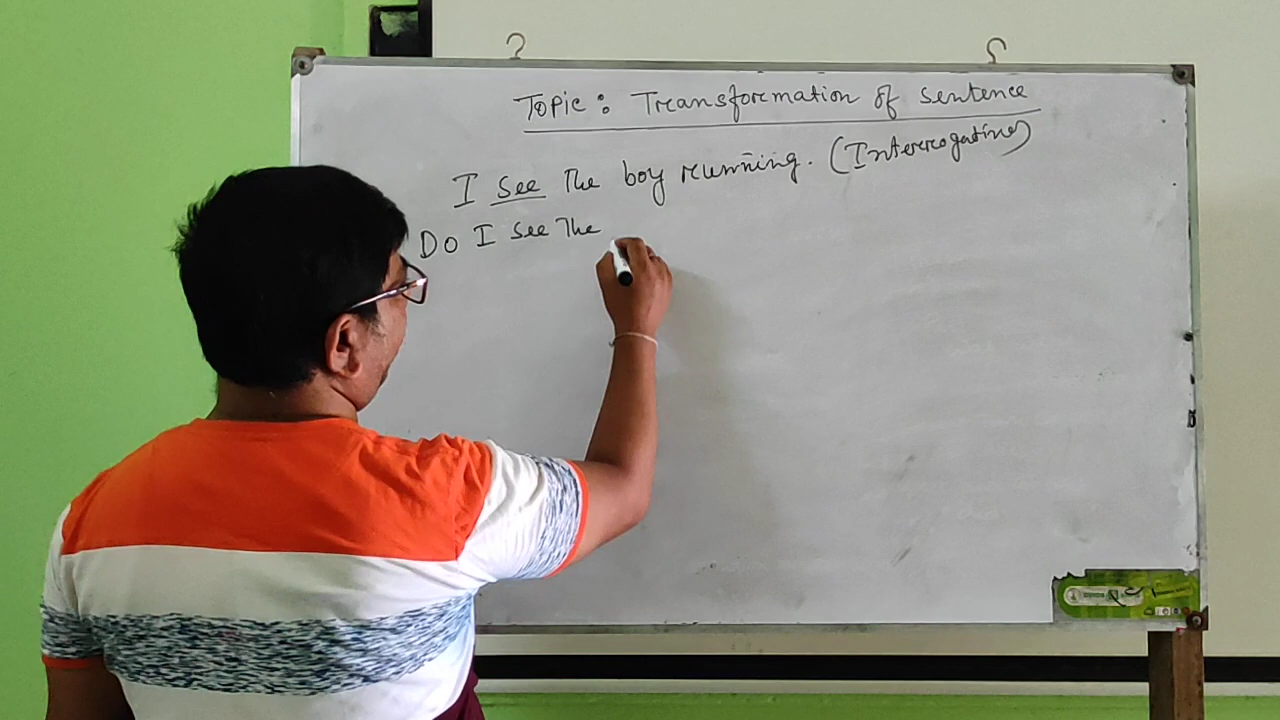 Topic: Transformation of sentence
I see the boy running. (Interrogative)
Do I see the